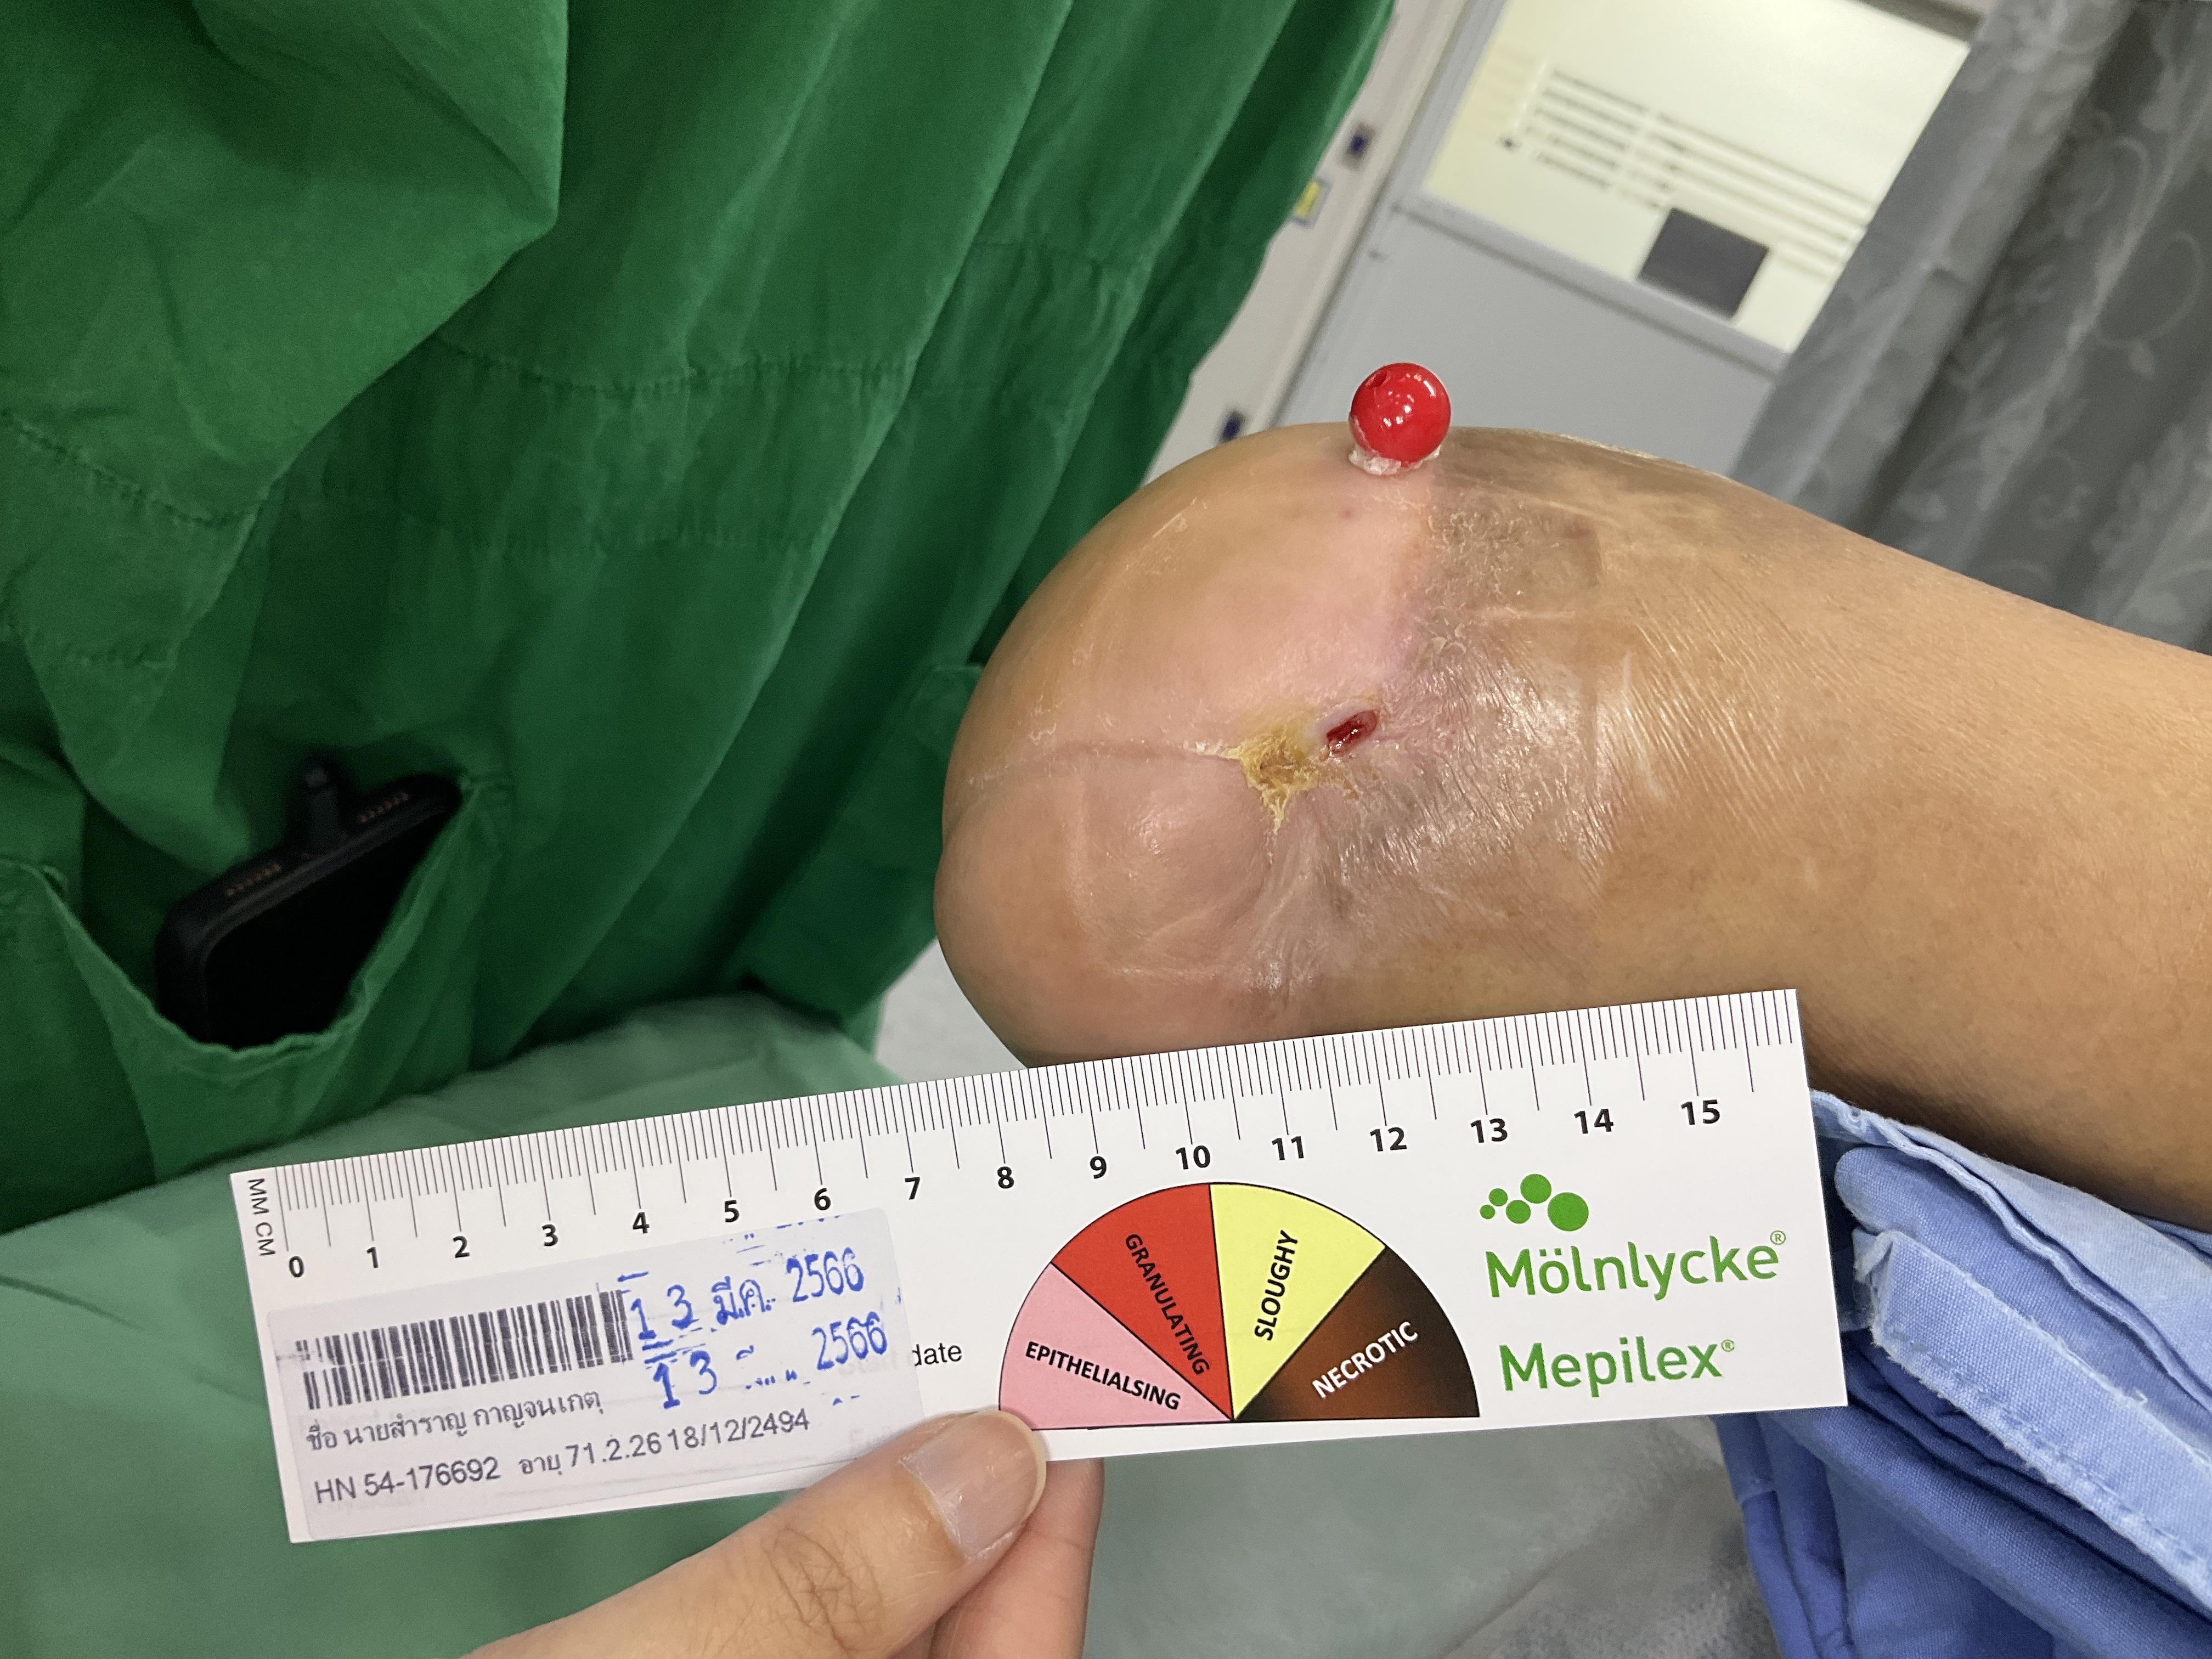 MM CM
0 1 2 3 4 5 6 7 8 9 10 11 12 13 14 15
13 มี.ค. 2566
13 2566
ชื่อ นายสำราญ กาญจนเกตุ
HN 54-176692 อายุ 71.2.26 18/12/2494
date
EPITHELIALSING
GRANULATING
SLOUGHY
NECROTIC
Mölnlycke®
Mepilex®